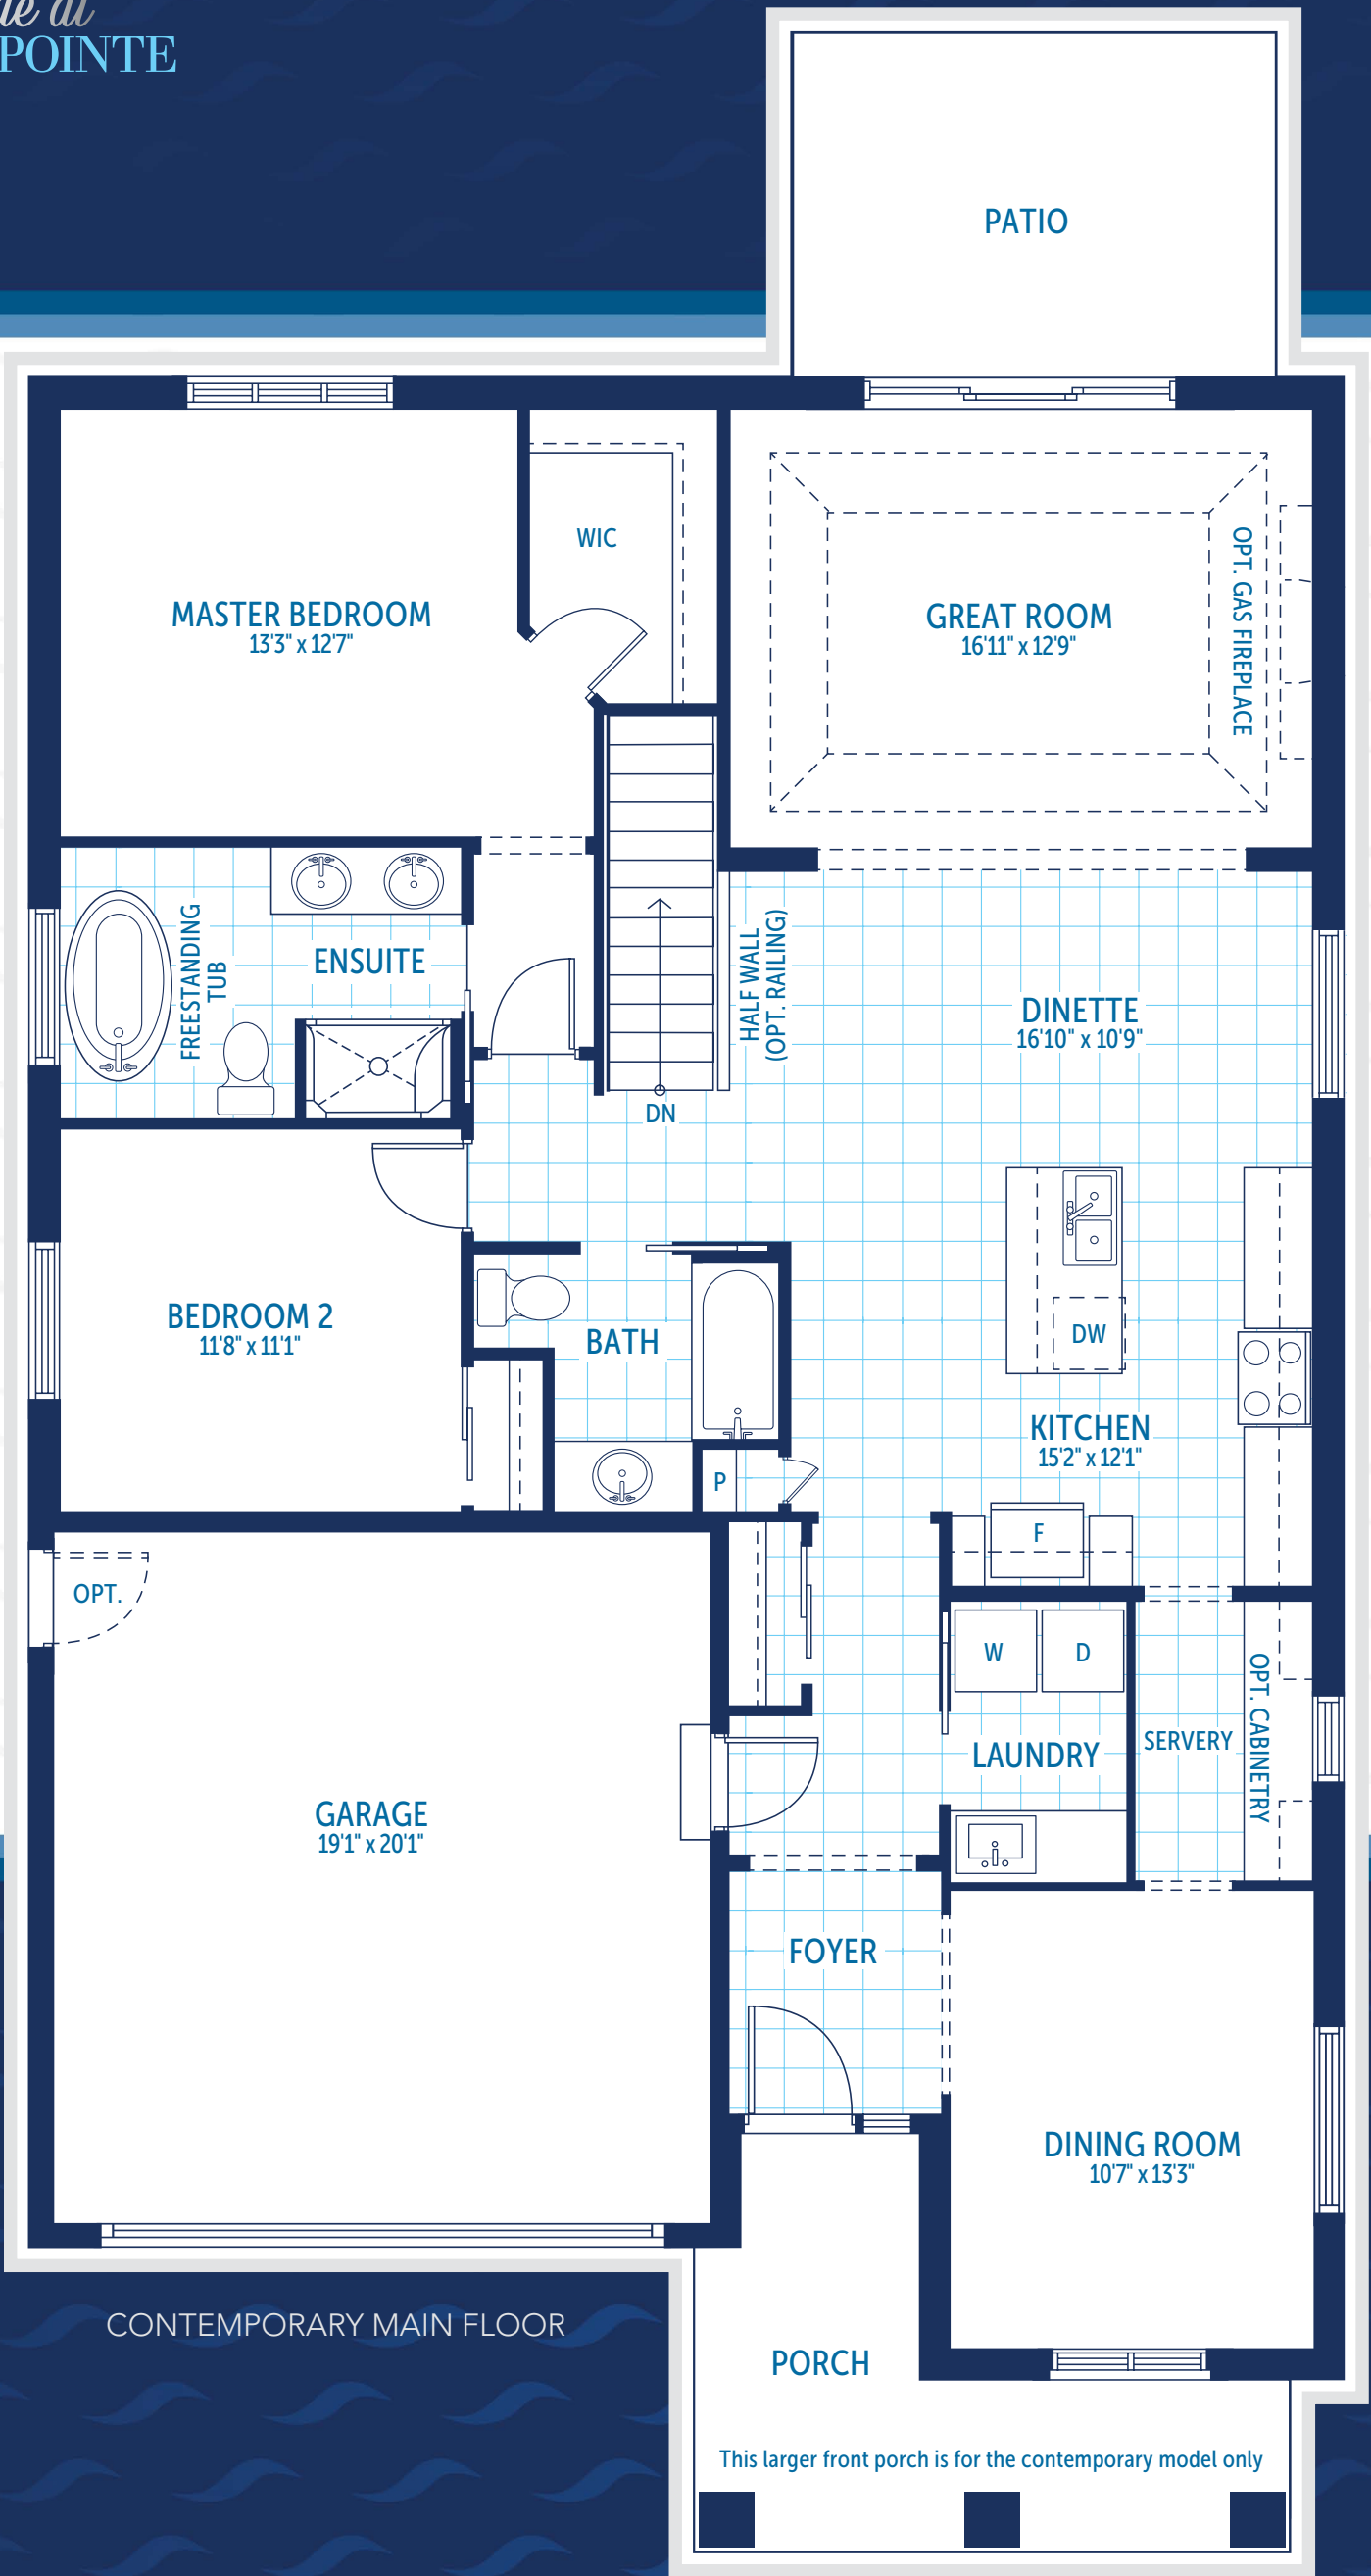 POINTE
PATIO
WIC
MASTER BEDROOM
13'3" x 12'7"
GREAT ROOM
16'11" x 12'9"
OPT. GAS FIREPLACE
FREESTANDING
TUB
ENSUITE
HALF WALL
(OPT. RAILING)
DINETTE
16'10" x 10'9"
DN
BEDROOM 2
11'8" x 11'1"
BATH
DW
KITCHEN
15'2" x 12'1"
P
F
OPT.
W
D
LAUNDRY
SERVERY
OPT. CABINETRY
GARAGE
19'1" x 20'1"
FOYER
DINING ROOM
10'7" x 13'3"
CONTEMPORARY MAIN FLOOR
PORCH
This larger front porch is for the contemporary model only